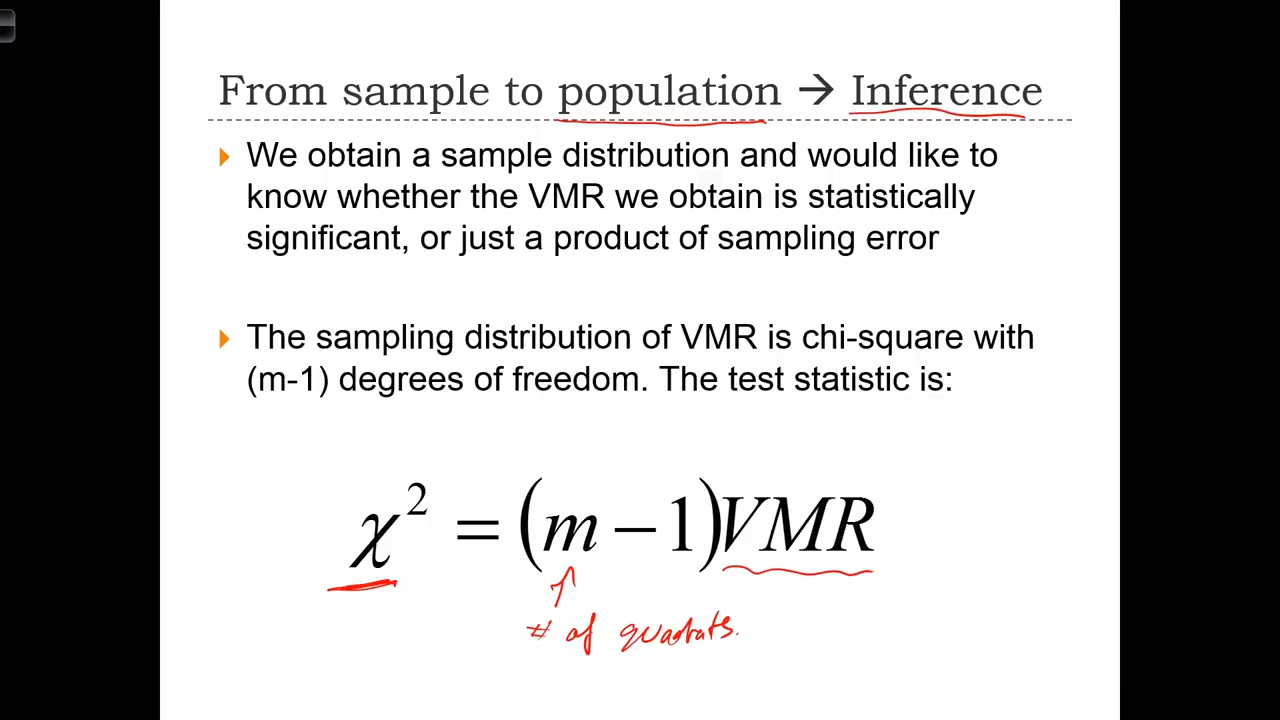 From sample to population → Inference
We obtain a sample distribution and would like to
know whether the VMR we obtain is statistically
significant, or just a product of sampling error
The sampling distribution of VMR is chi-square with
(m-1) degrees of freedom. The test statistic is:
χ² = (m − 1)VMR
# of quadrats.